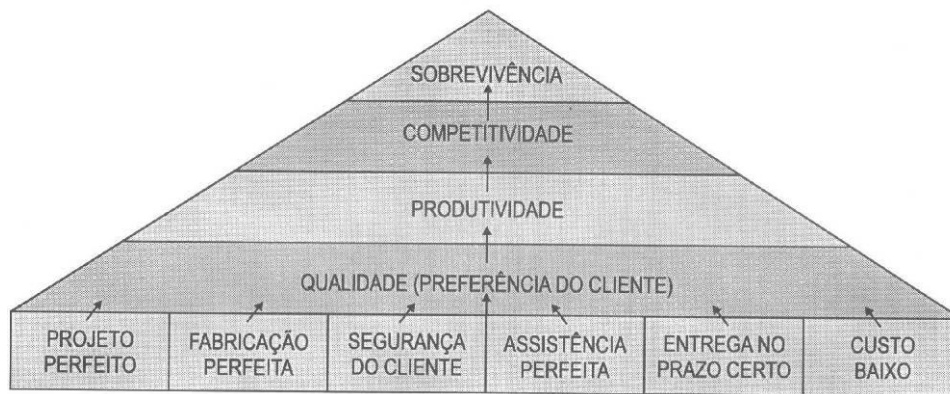 SOBREVIVÊNCIA
COMPETITIVIDADE
PRODUTIVIDADE
QUALIDADE (PREFERÊNCIA DO CLIENTE)
PROJETO
PERFEITO
FABRICAÇÃO
PERFEITA
SEGURANÇA
DO CLIENTE
ASSISTÊNCIA
PERFEITA
ENTREGA NO
PRAZO CERTO
CUSTO
BAIXO